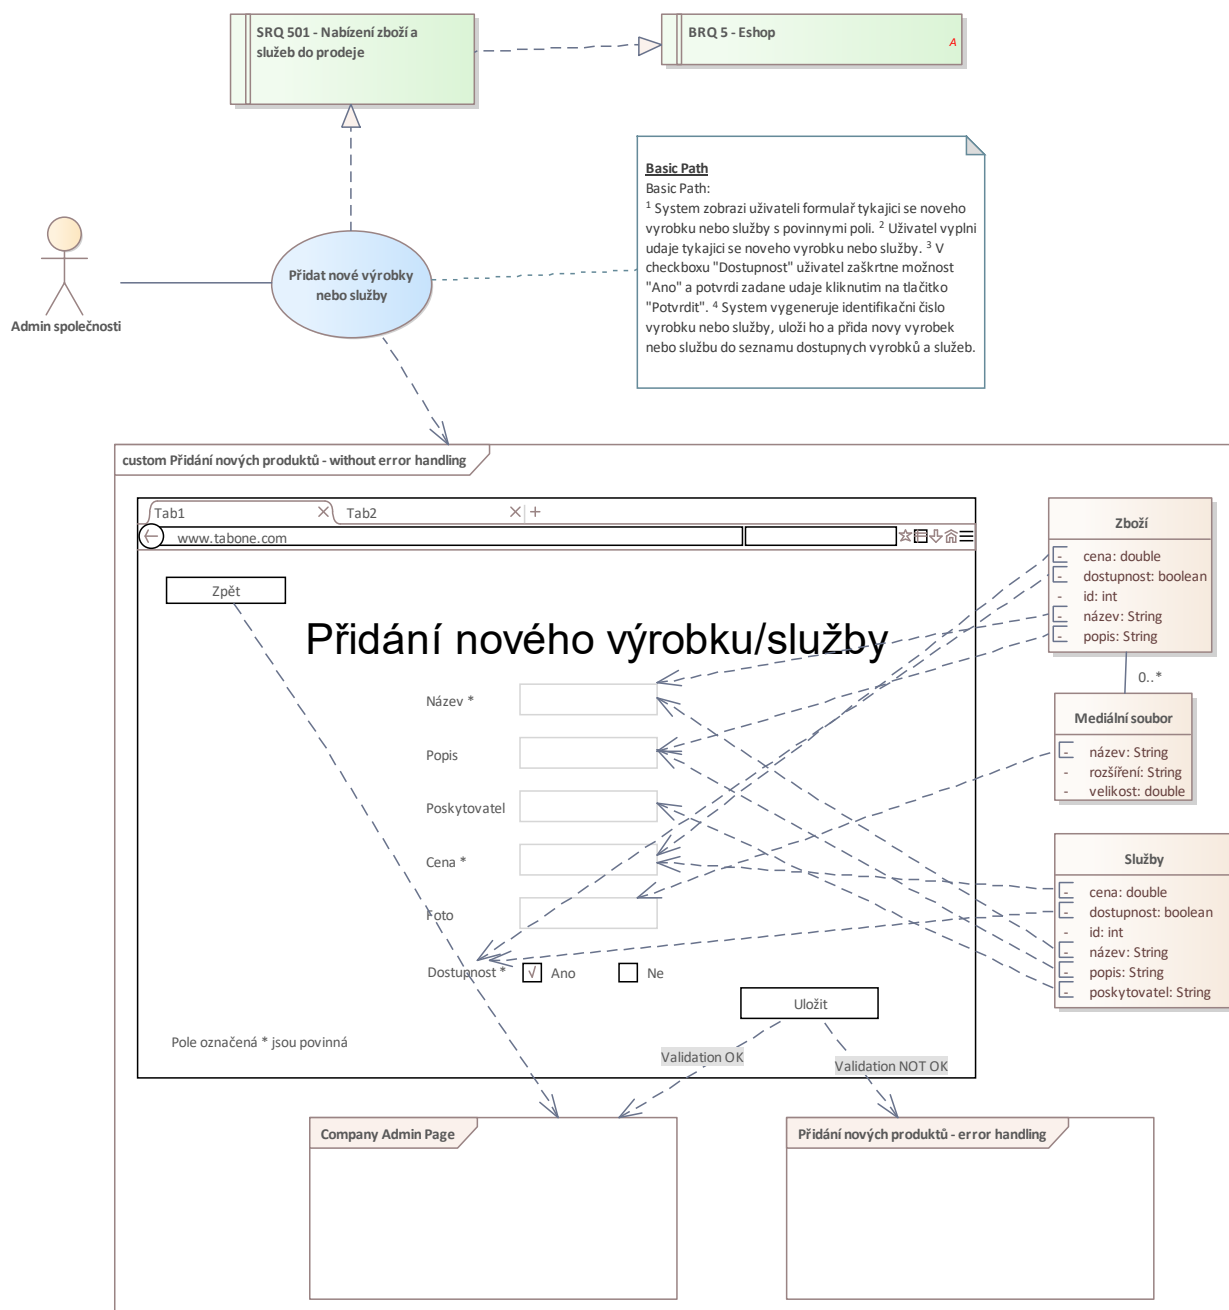 SRQ 501 - Nabízení zboží a
služeb do prodeje
BRQ 5 - Eshop
A
Basic Path
Basic Path:
1 System zobrazi uživateli formulař tykajici se noveho
vyrobku nebo služby s povinnymi poli. 2 Uživatel vyplni
udaje tykajici se noveho vyrobku nebo služby. 3 V
checkboxu "Dostupnost" uživatel zaškrtne možnost
"Ano" a potvrdi zadane udaje kliknutim na tlačitko
"Potvrdit". 4 System vygeneruje identifikačni čislo
vyrobku nebo služby, uloži ho a přida novy vyrobek
nebo službu do seznamu dostupnych vyrobků a služeb.
Přidat nové výrobky
nebo služby
Admin společnosti
custom Přidání nových produktů - without error handling
Tab1
Tab2
www.tabone.com
Zpět
Přidání nového výrobku/služby
Název *
Popis
Poskytovatel
Cena *
Foto
Dostupnost *
√ Ano
Ne
Uložit
Pole označená * jsou povinná
Validation OK
Validation NOT OK
Zboží
- cena: double
- dostupnost: boolean
- id: int
- název: String
- popis: String
0..*
Mediální soubor
- název: String
- rozšíření: String
- velikost: double
Služby
- cena: double
- dostupnost: boolean
- id: int
- název: String
- popis: String
- poskytovatel: String
Company Admin Page
Přidání nových produktů - error handling